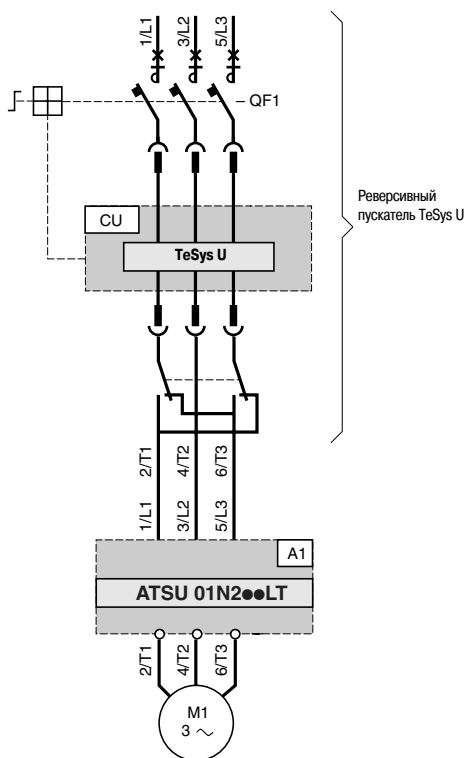 1/L1
3/L2
5/L3
QF1
CU
TeSys U
Реверсивный
пускатель TeSys U
2/T1
4/T2
6/T3
1/L1
3/L2
5/L3
A1
ATSU 01N2●●LT
2/T1
4/T2
6/T3
M1
3 ~